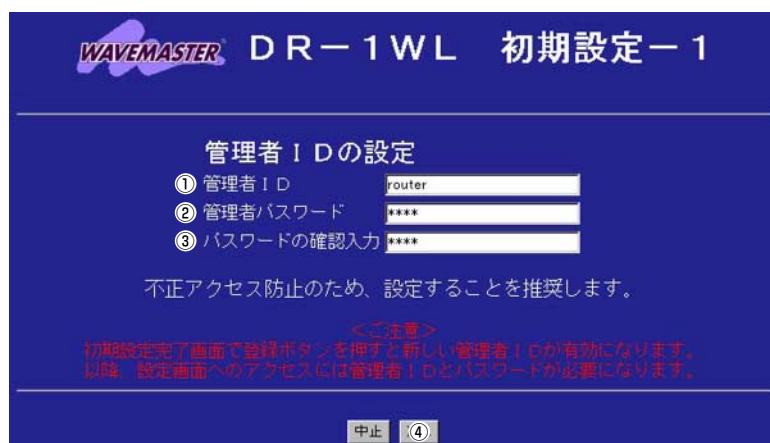 WAVEMASTER DR-1WL 初期設定-1
管理者IDの設定
① 管理者ID router
② 管理者パスワード ****
③ パスワードの確認入力 ****
不正アクセス防止のため、設定することを推奨します。
<ご注意>
初期設定完了画面で登録ボタンを押すと新しい管理者IDが有効になります。
以降、設定画面へのアクセスには管理者IDとパスワードが必要になります。
中止 ④